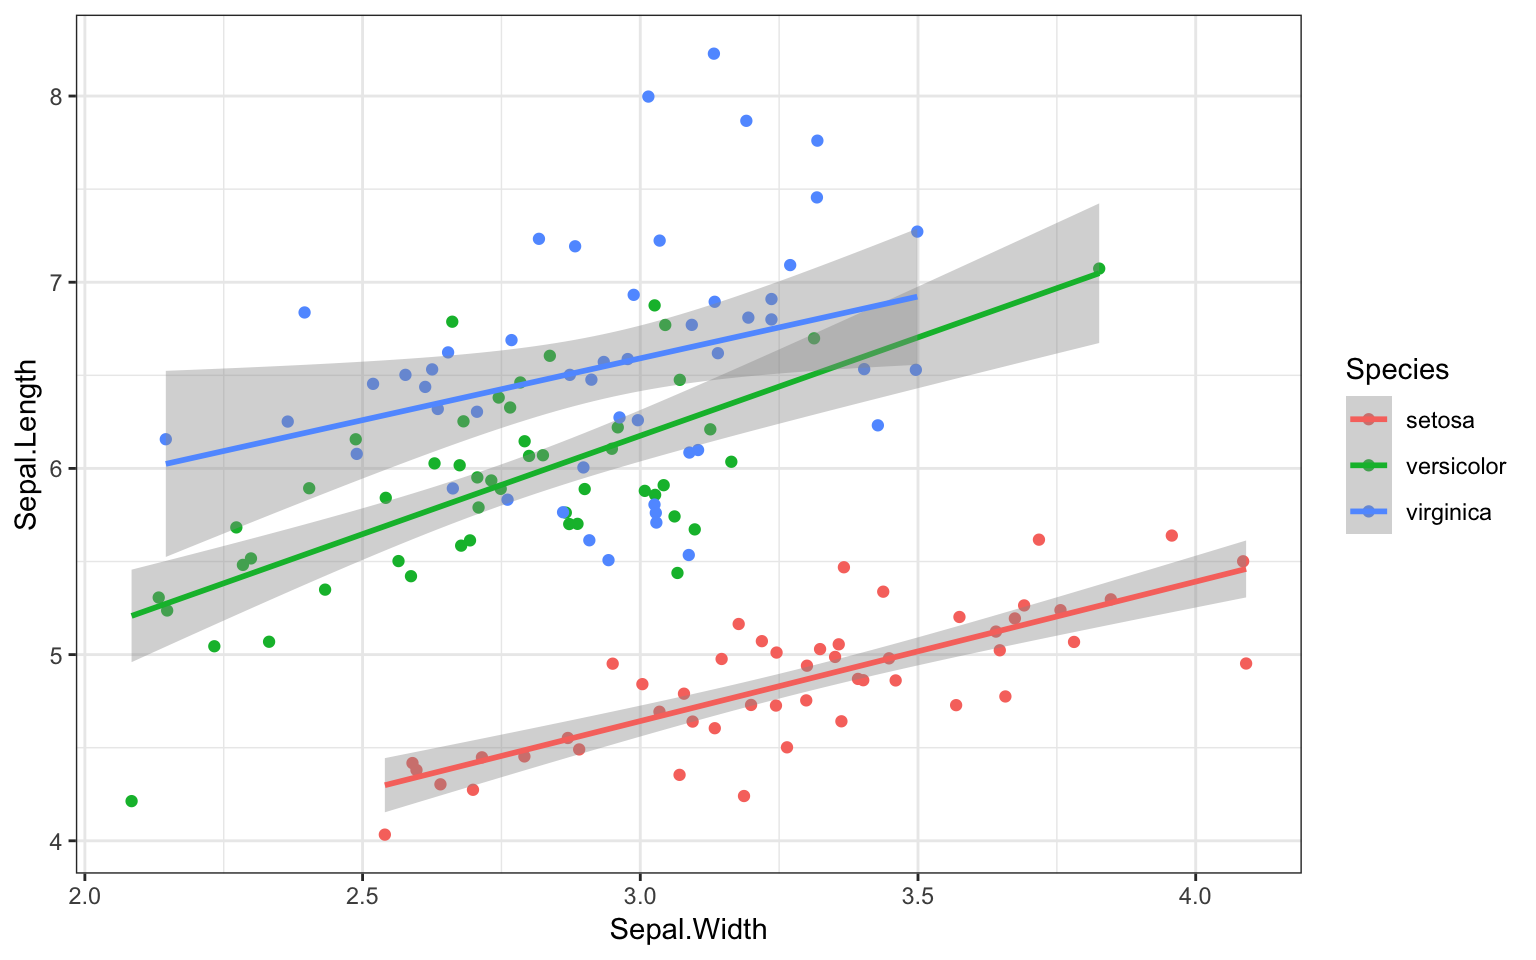 Sepal.Length
8
7
6
5
4
2.0 2.5 3.0 3.5 4.0
Sepal.Width
Species
setosa
versicolor
virginica